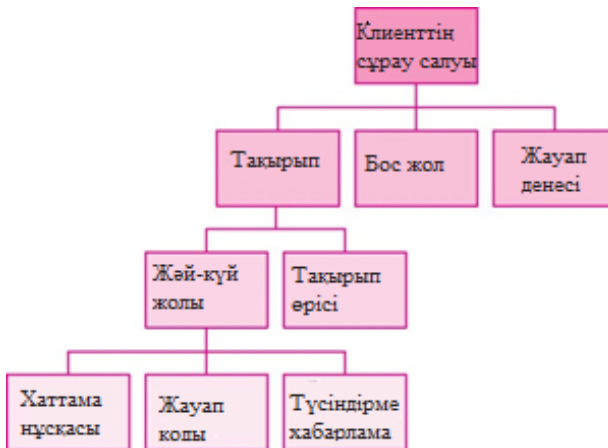 Клиенттің
сұрау салуы
Тақырып
Бос жол
Жауап
денесі
Жәй-күй
жолы
Тақырып
өрісі
Хаттама
нұсқасы
Жауап
коды
Түсіндірме
хабарлама